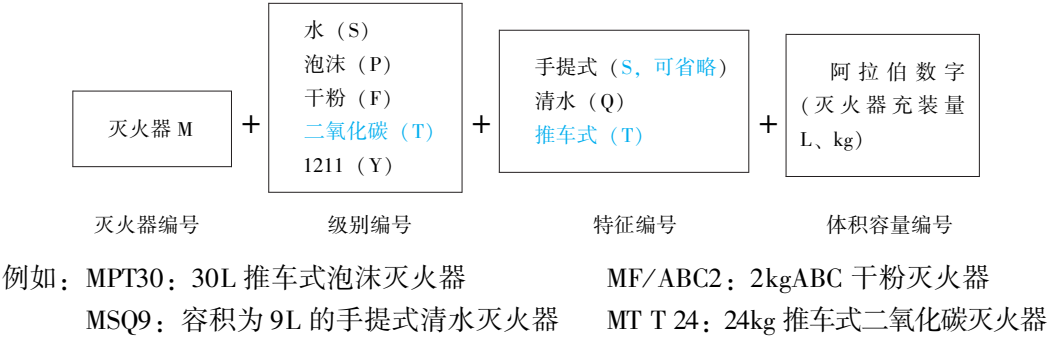 灭火器 M
+
水（S）
泡沫（P）
干粉（F）
二氧化碳（T）
1211（Y）
+
手提式（S，可省略）
清水（Q）
推车式（T）
+
阿拉伯数字
(灭火器充装量
L、kg)
灭火器编号
级别编号
特征编号
体积容量编号
例如：MPT30：30L 推车式泡沫灭火器 MF/ABC2：2kgABC 干粉灭火器
MSQ9：容积为 9L 的手提式清水灭火器 MT T 24：24kg 推车式二氧化碳灭火器